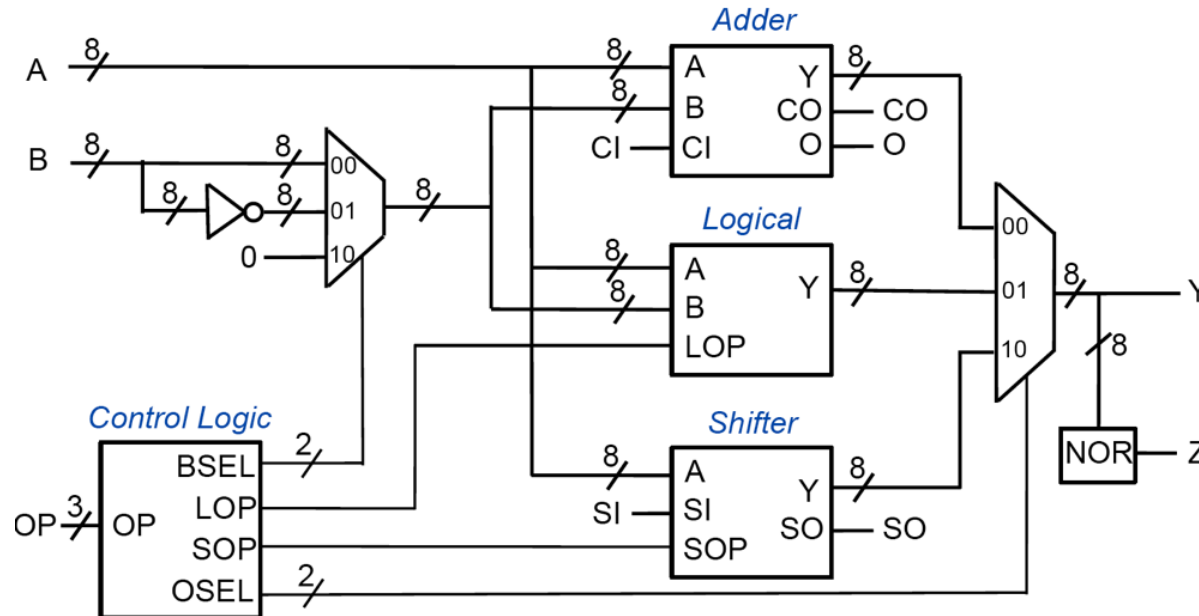 Adder
8
A
8
A
Y
8
8
B
CO
CO
CI
CI
O
O
B
8
8
00
8
8
01
8
0
10
Logical
8
A
Y
8
8
B
LOP
00
01
10
8
Y
8
NOR
Z
Control Logic
OP
3
OP
BSEL
2
LOP
SOP
OSEL
2
Shifter
8
A
Y
8
SI
SI
SO
SO
SOP